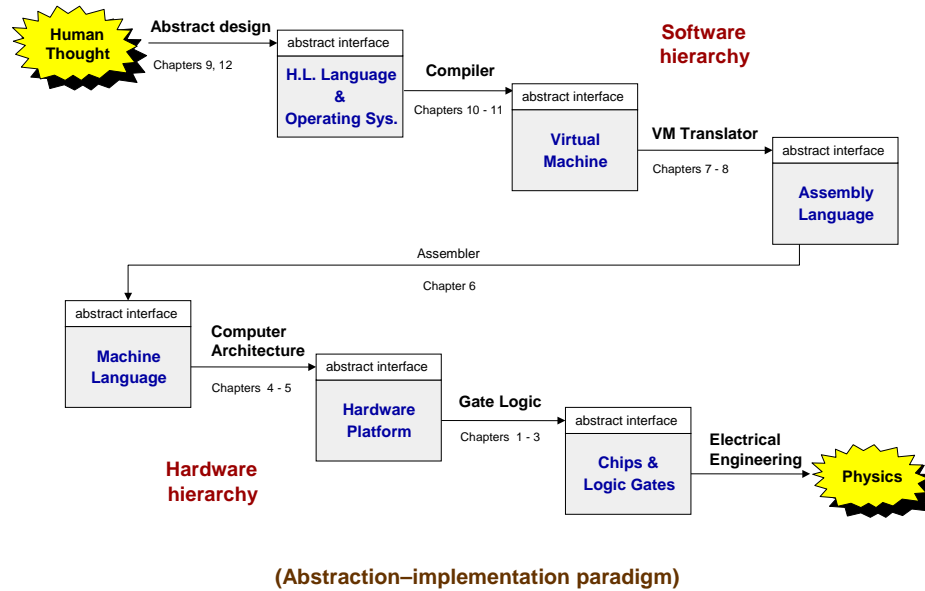 Human
Thought
Abstract design
Chapters 9, 12
abstract interface
H.L. Language
&
Operating Sys.
Compiler
Chapters 10 - 11
Software
hierarchy
abstract interface
Virtual
Machine
VM Translator
Chapters 7 - 8
abstract interface
Assembly
Language
Assembler
Chapter 6
abstract interface
Machine
Language
Computer
Architecture
Chapters 4 - 5
abstract interface
Hardware
Platform
Gate Logic
Chapters 1 - 3
abstract interface
Chips &
Logic Gates
Electrical
Engineering
Physics
Hardware
hierarchy
(Abstraction–implementation paradigm)